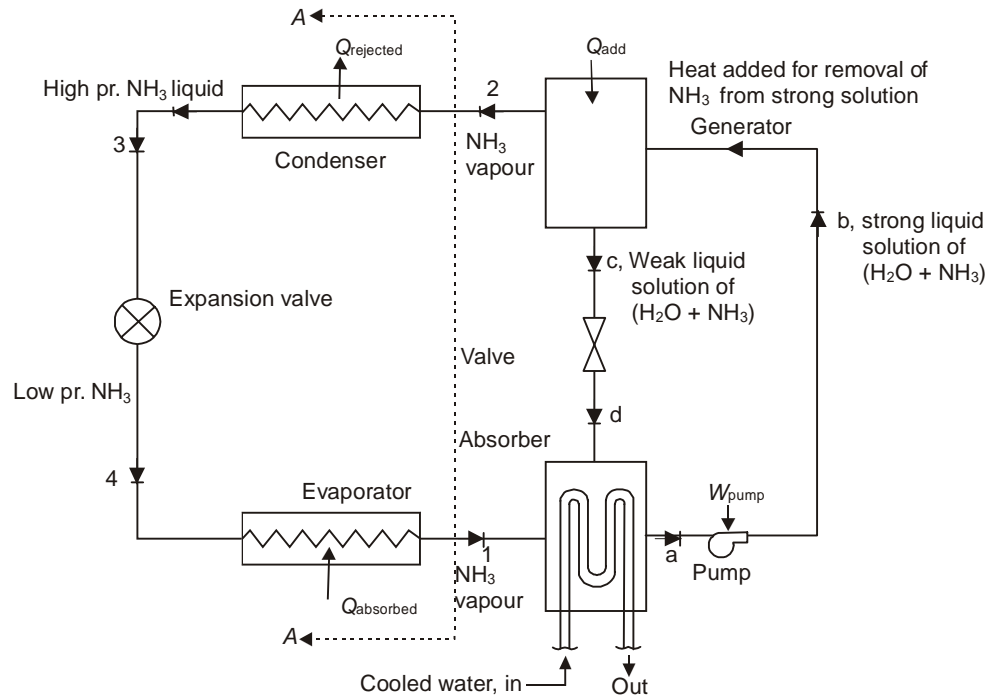 A
Q_rejected
Q_add
Heat added for removal of
NH₃ from strong solution
High pr. NH₃ liquid
2
Generator
3
Condenser
NH₃
vapour
b, strong liquid
solution of
(H₂O + NH₃)
c, Weak liquid
solution of
(H₂O + NH₃)
Expansion valve
Valve
Low pr. NH₃
d
Absorber
4
Evaporator
W_pump
1
a
NH₃
vapour
Pump
Q_absorbed
A
Cooled water, in
Out